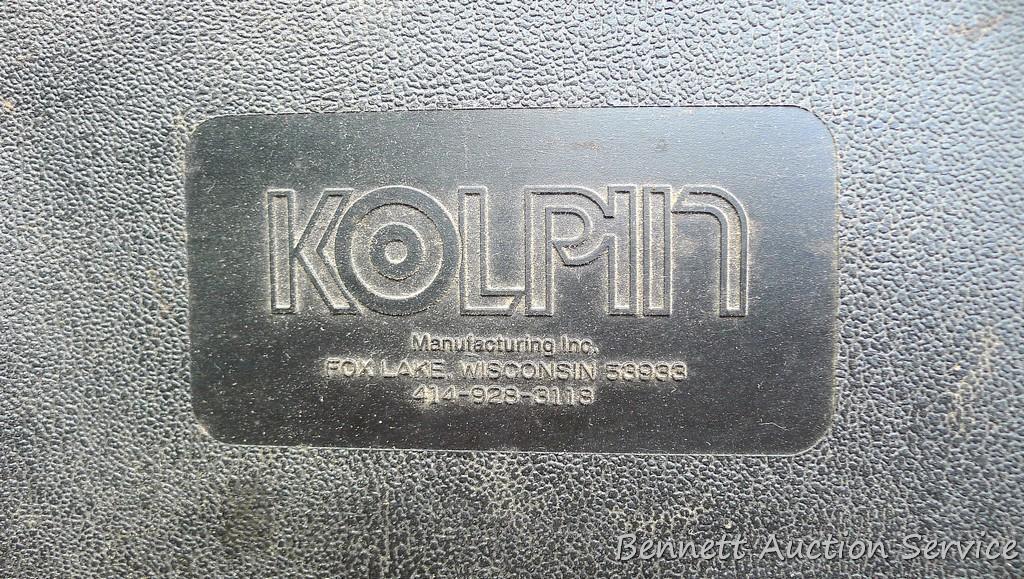 KOLPIN
Manufacturing Inc.
FOX LAKE, WISCONSIN 53933
414-928-3118
Bennett Auction Service